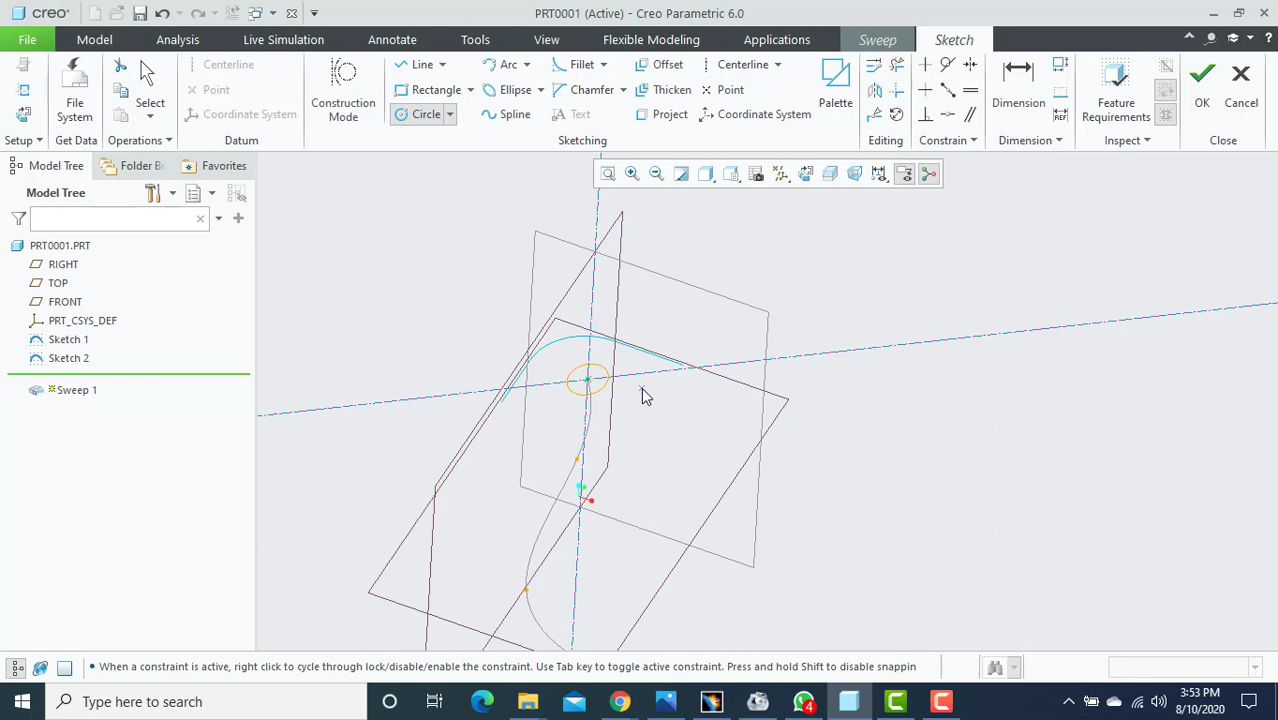 creo
PRT0001 (Active) - Creo Parametric 6.0
File
Model
Analysis
Live Simulation
Annotate
Tools
View
Flexible Modeling
Applications
Sweep
Sketch
File System
Select
Centerline
Point
Coordinate System
Construction Mode
Line
Arc
Fillet
Offset
Centerline
Rectangle
Ellipse
Chamfer
Thicken
Point
Circle
Spline
Text
Project
Coordinate System
Palette
Dimension
Feature Requirements
OK
Cancel
Setup
Get Data
Operations
Datum
Sketching
Editing
Constrain
Dimension
Inspect
Close
Model Tree
Folder B
Favorites
Model Tree
PRT0001.PRT
RIGHT
TOP
FRONT
PRT_CSYS_DEF
Sketch 1
Sketch 2
Sweep 1
When a constraint is active, right click to cycle through lock/disable/enable the constraint. Use Tab key to toggle active constraint. Press and hold Shift to disable snappin
Type here to search
4
3:53 PM
8/10/2020